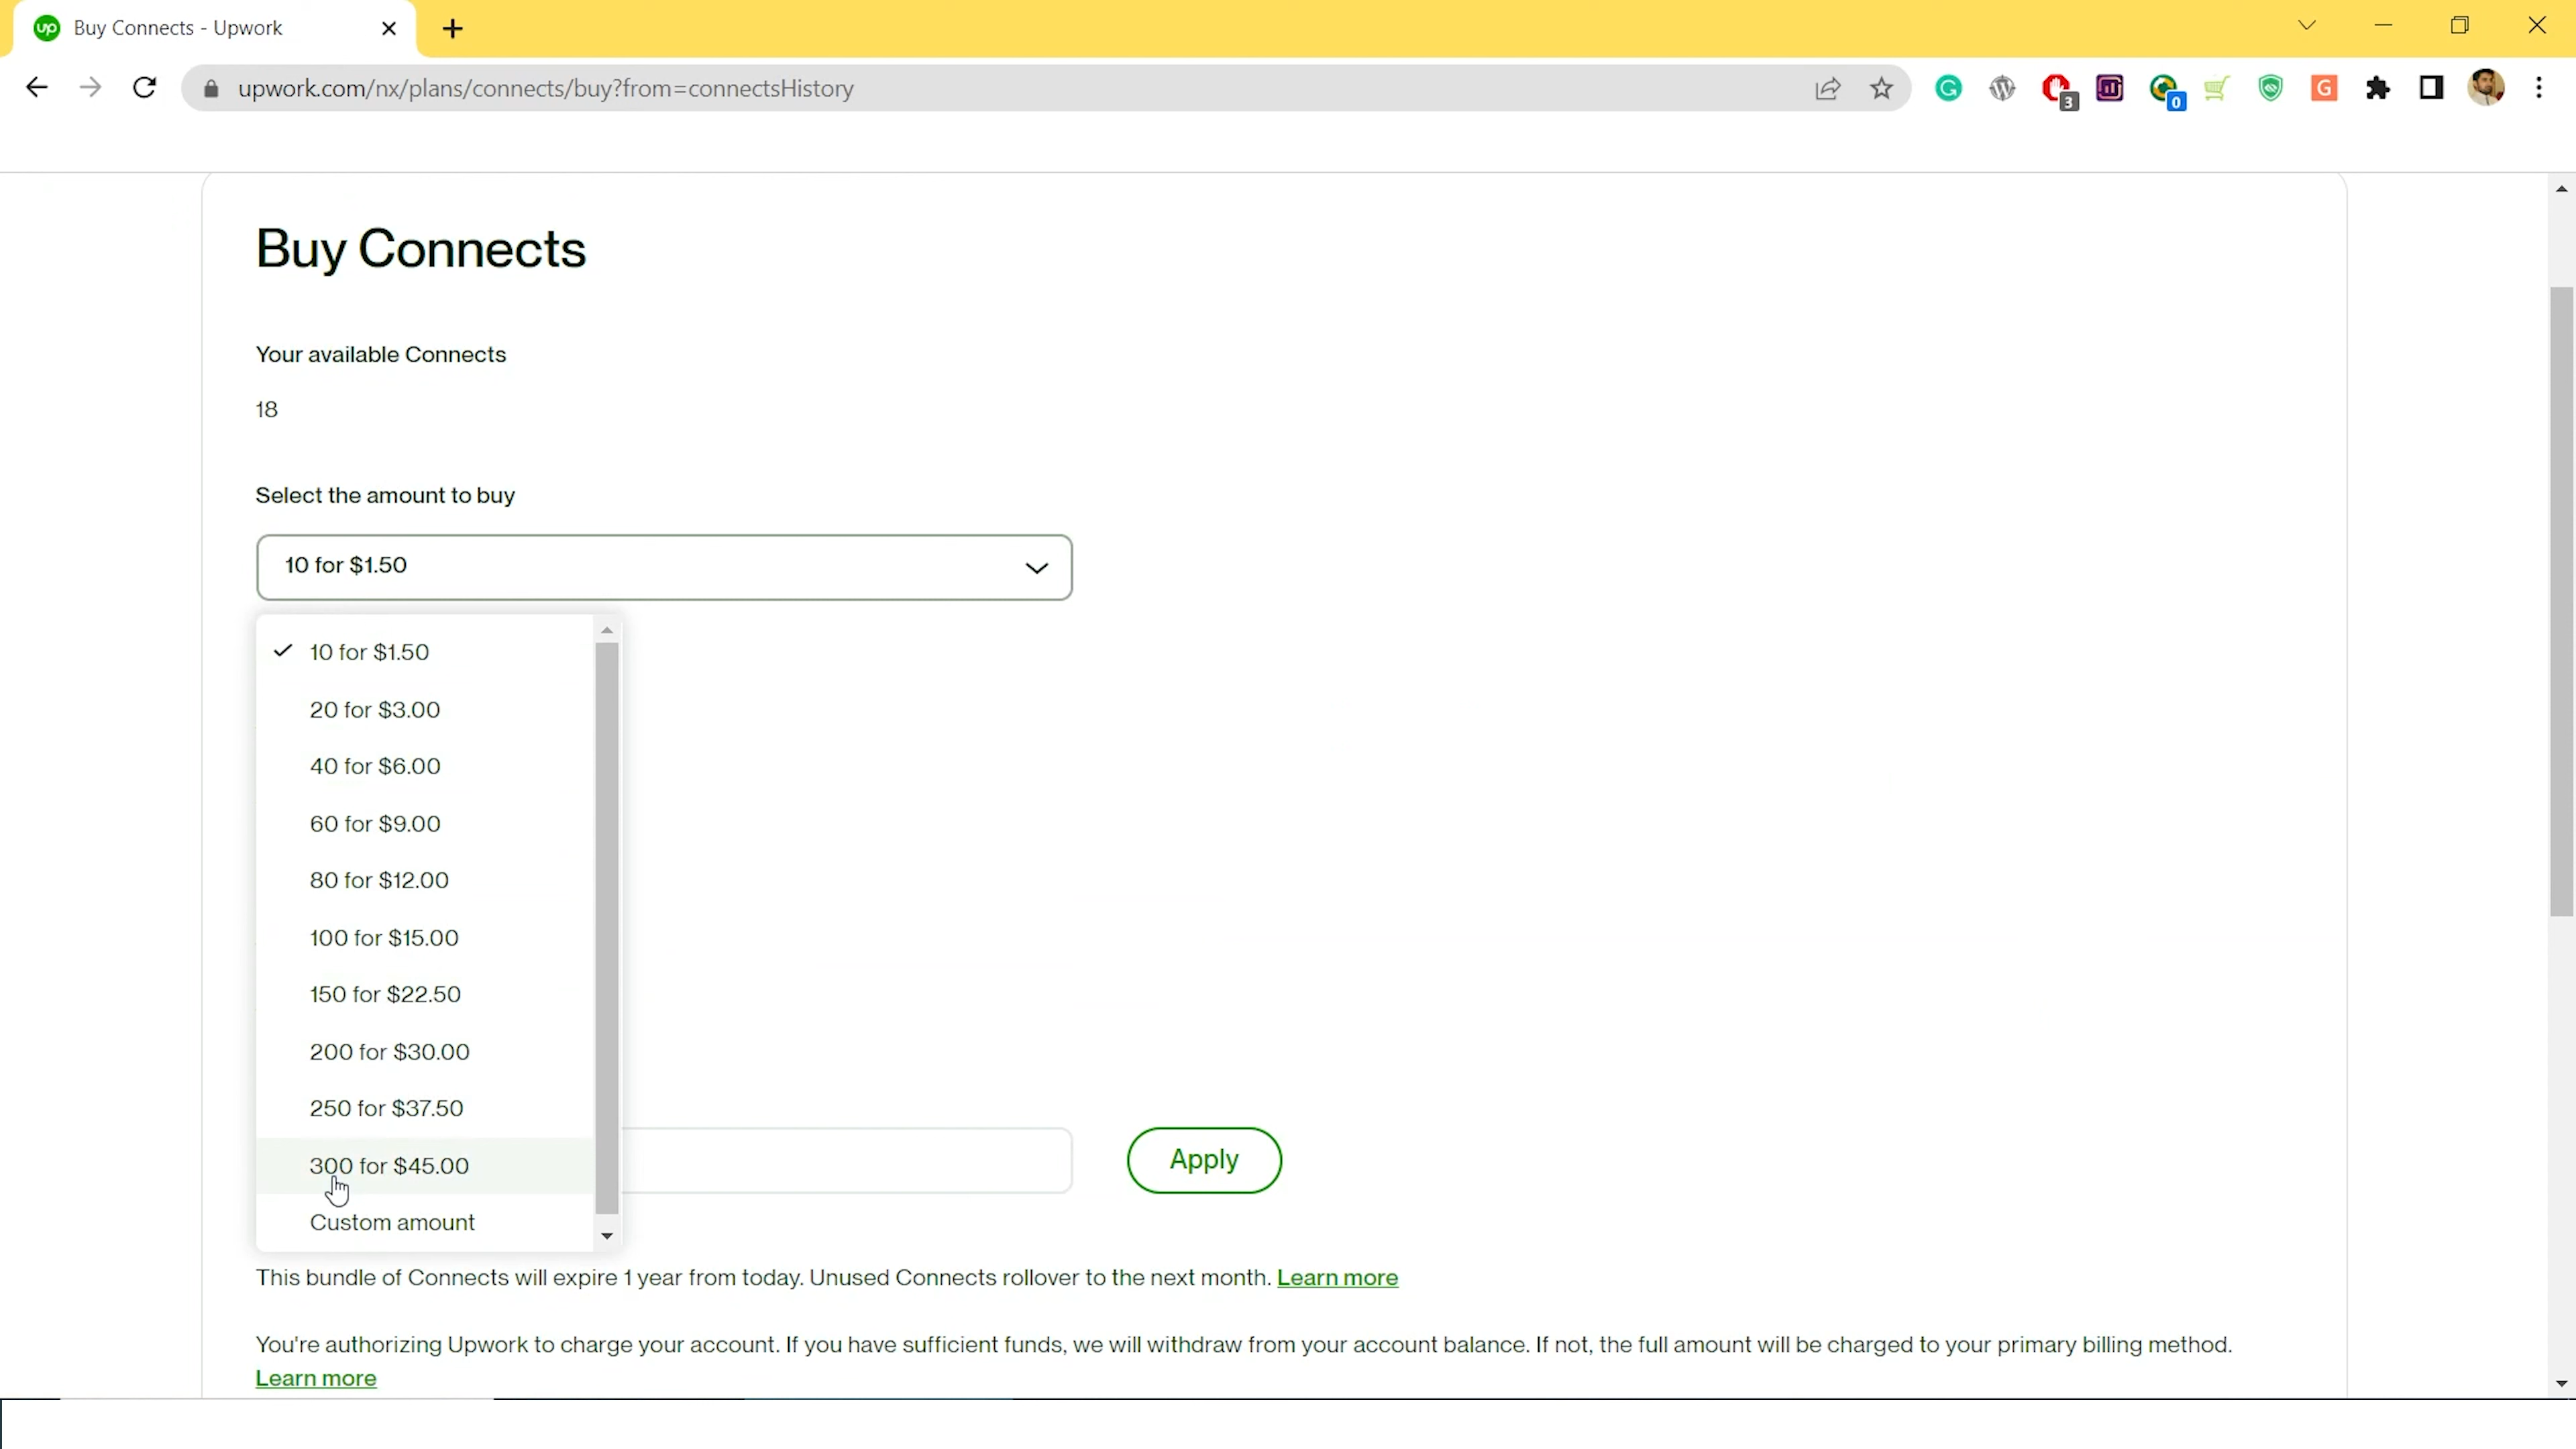 up Buy Connects - Upwork
upwork.com/nx/plans/connects/buy?from=connectsHistory
G
3
0
G
Buy Connects
Your available Connects
18
Select the amount to buy
10 for $1.50
10 for $1.50
20 for $3.00
40 for $6.00
60 for $9.00
80 for $12.00
100 for $15.00
150 for $22.50
200 for $30.00
250 for $37.50
300 for $45.00
Custom amount
Apply
This bundle of Connects will expire 1 year from today. Unused Connects rollover to the next month. Learn more
You're authorizing Upwork to charge your account. If you have sufficient funds, we will withdraw from your account balance. If not, the full amount will be charged to your primary billing method.
Learn more